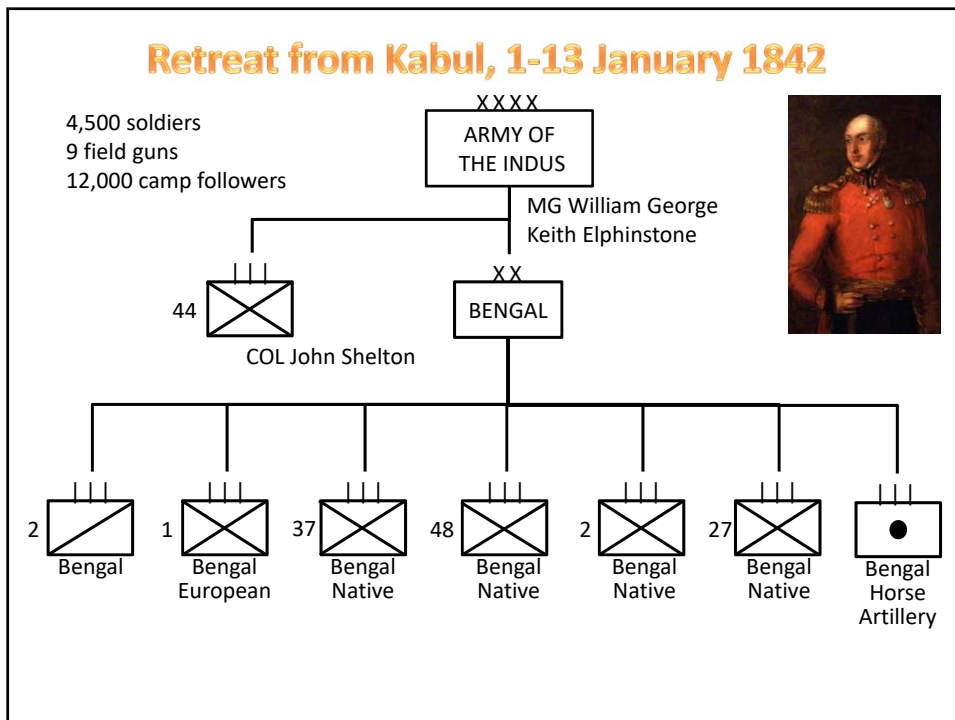 Retreat from Kabul, 1-13 January 1842
4,500 soldiers
9 field guns
12,000 camp followers
XXXX
ARMY OF
THE INDUS
MG William George
Keith Elphinstone
XX
BENGAL
44
COL John Shelton
2
Bengal
1
Bengal
European
37
Bengal
Native
48
Bengal
Native
2
Bengal
Native
27
Bengal
Native
Bengal
Horse
Artillery